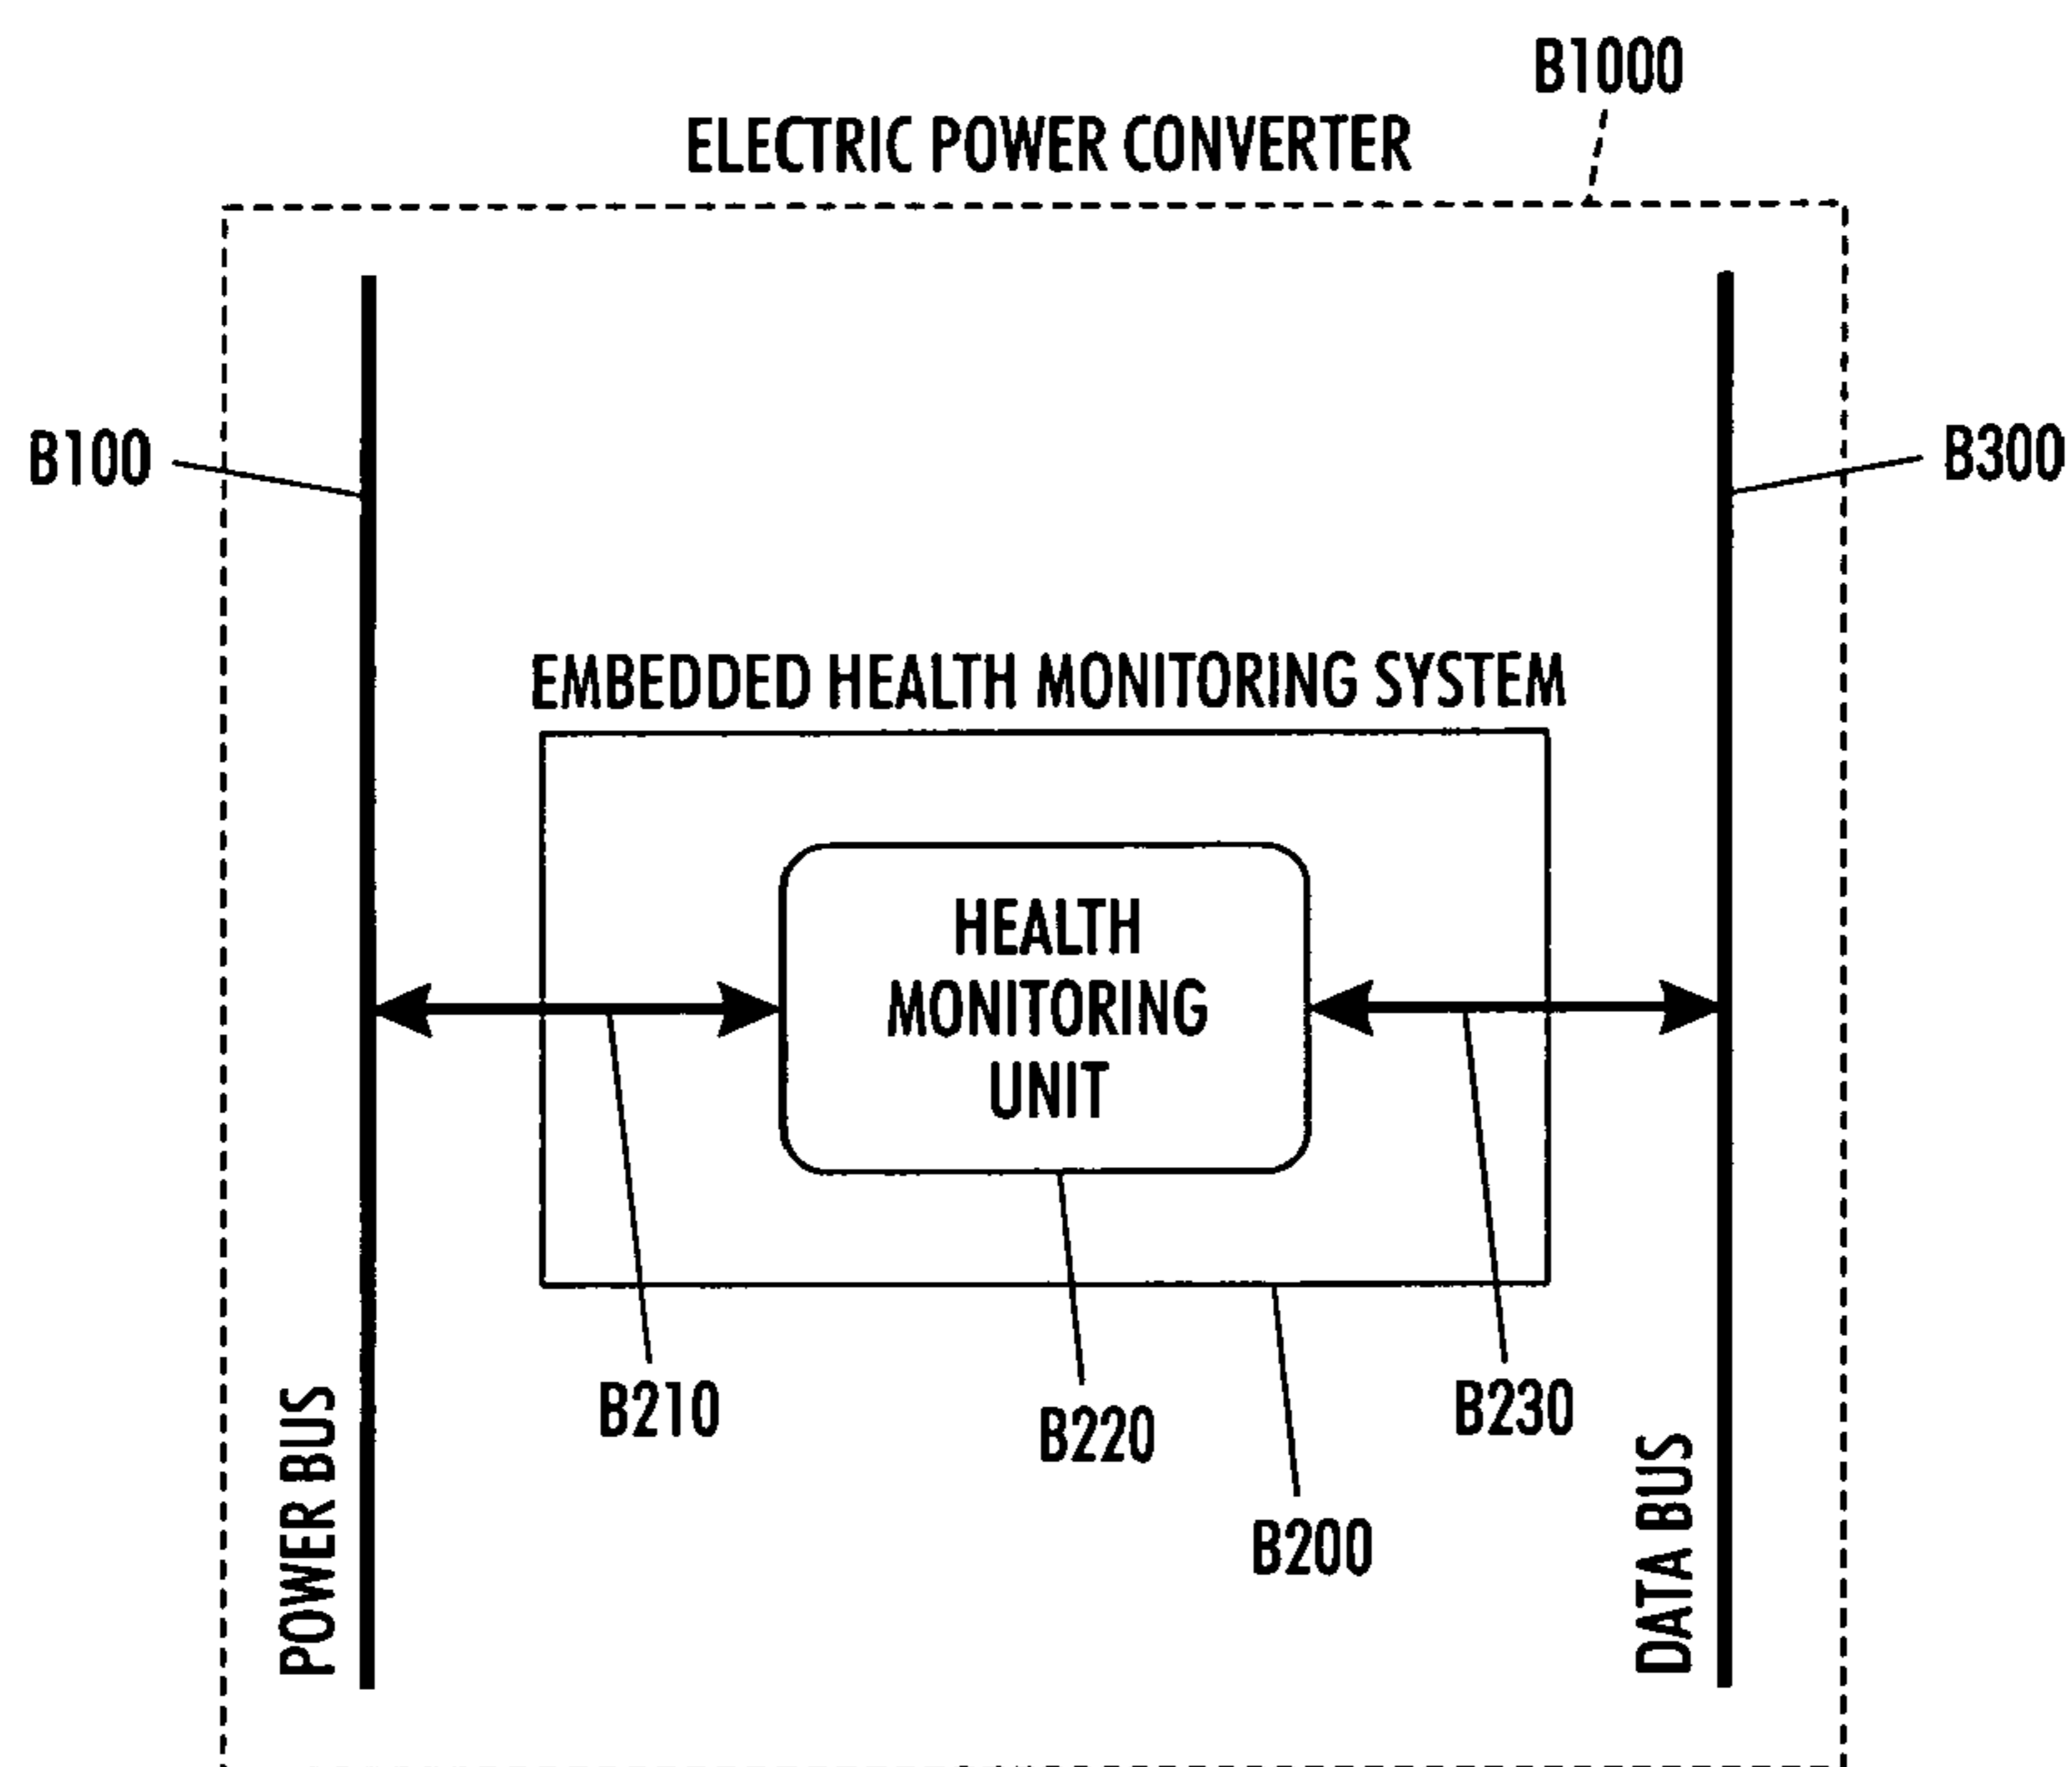 B1000
ELECTRIC POWER CONVERTER
B100
B300
EMBEDDED HEALTH MONITORING SYSTEM
HEALTH
MONITORING
UNIT
B210
B220
B230
B200
POWER BUS
DATA BUS